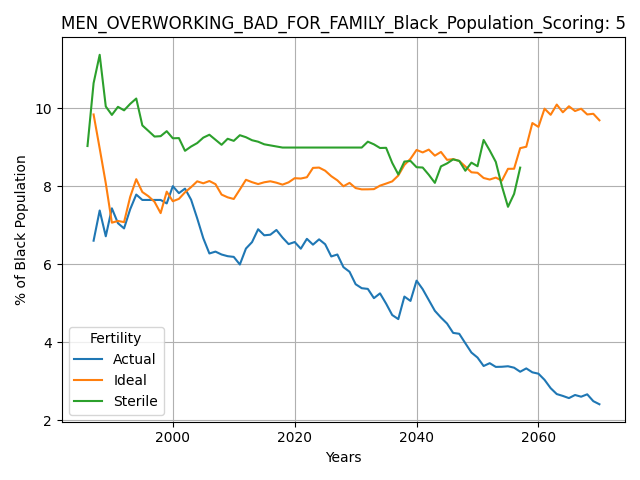 MEN_OVERWORKING_BAD_FOR_FAMILY_Black_Population_Scoring: 5
% of Black Population
10
8
6
4
2
Fertility
Actual
Ideal
Sterile
2000
2020
2040
2060
Years